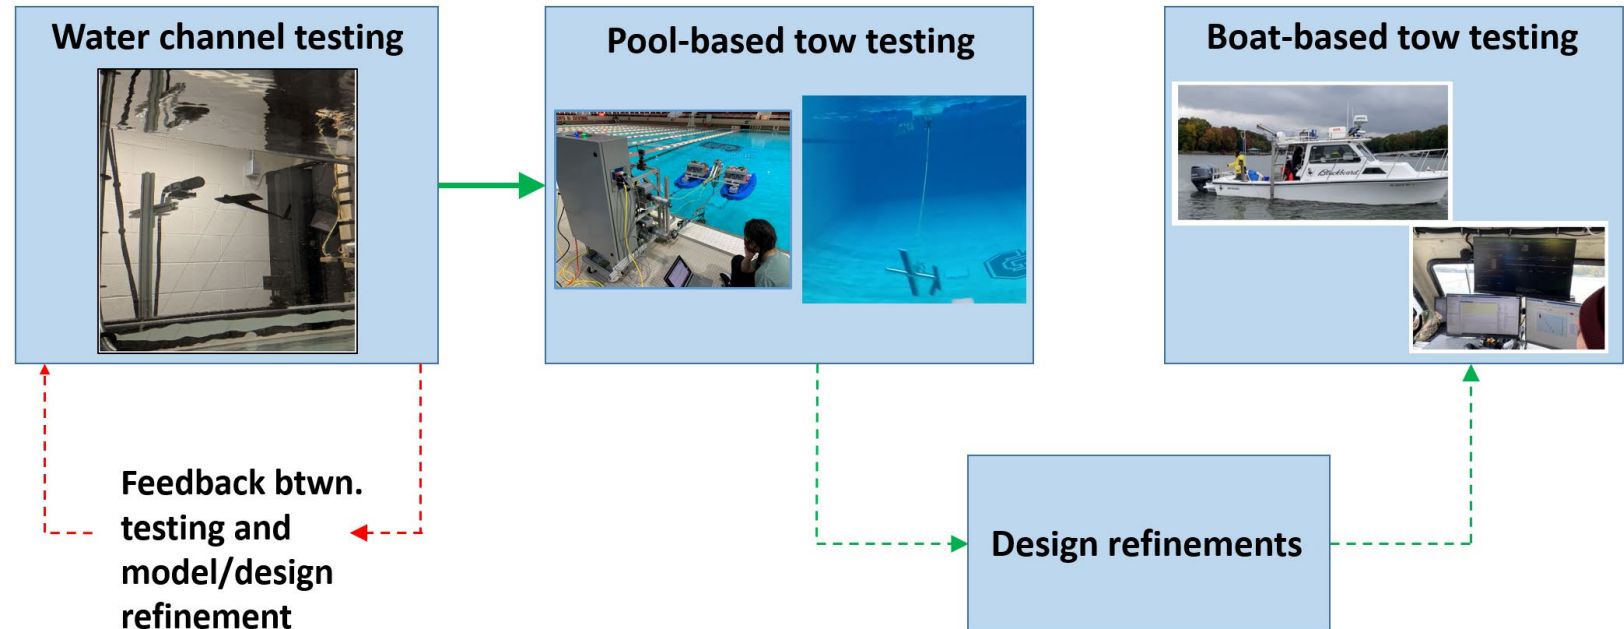 Water channel testing
Pool-based tow testing
Boat-based tow testing
Feedback btwn.
testing and
model/design
refinement
Design refinements